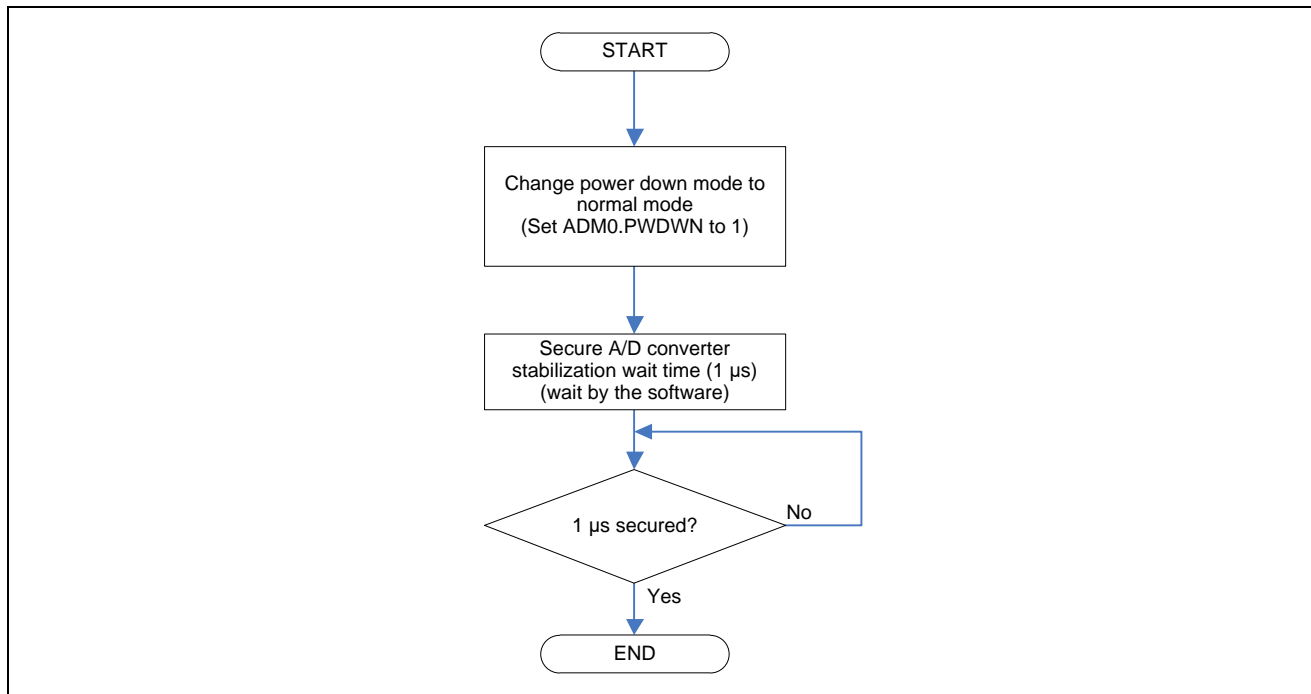 START
Change power down mode to
normal mode
(Set ADM0.PWDWN to 1)
Secure A/D converter
stabilization wait time (1 µs)
(wait by the software)
1 µs secured?
No
Yes
END